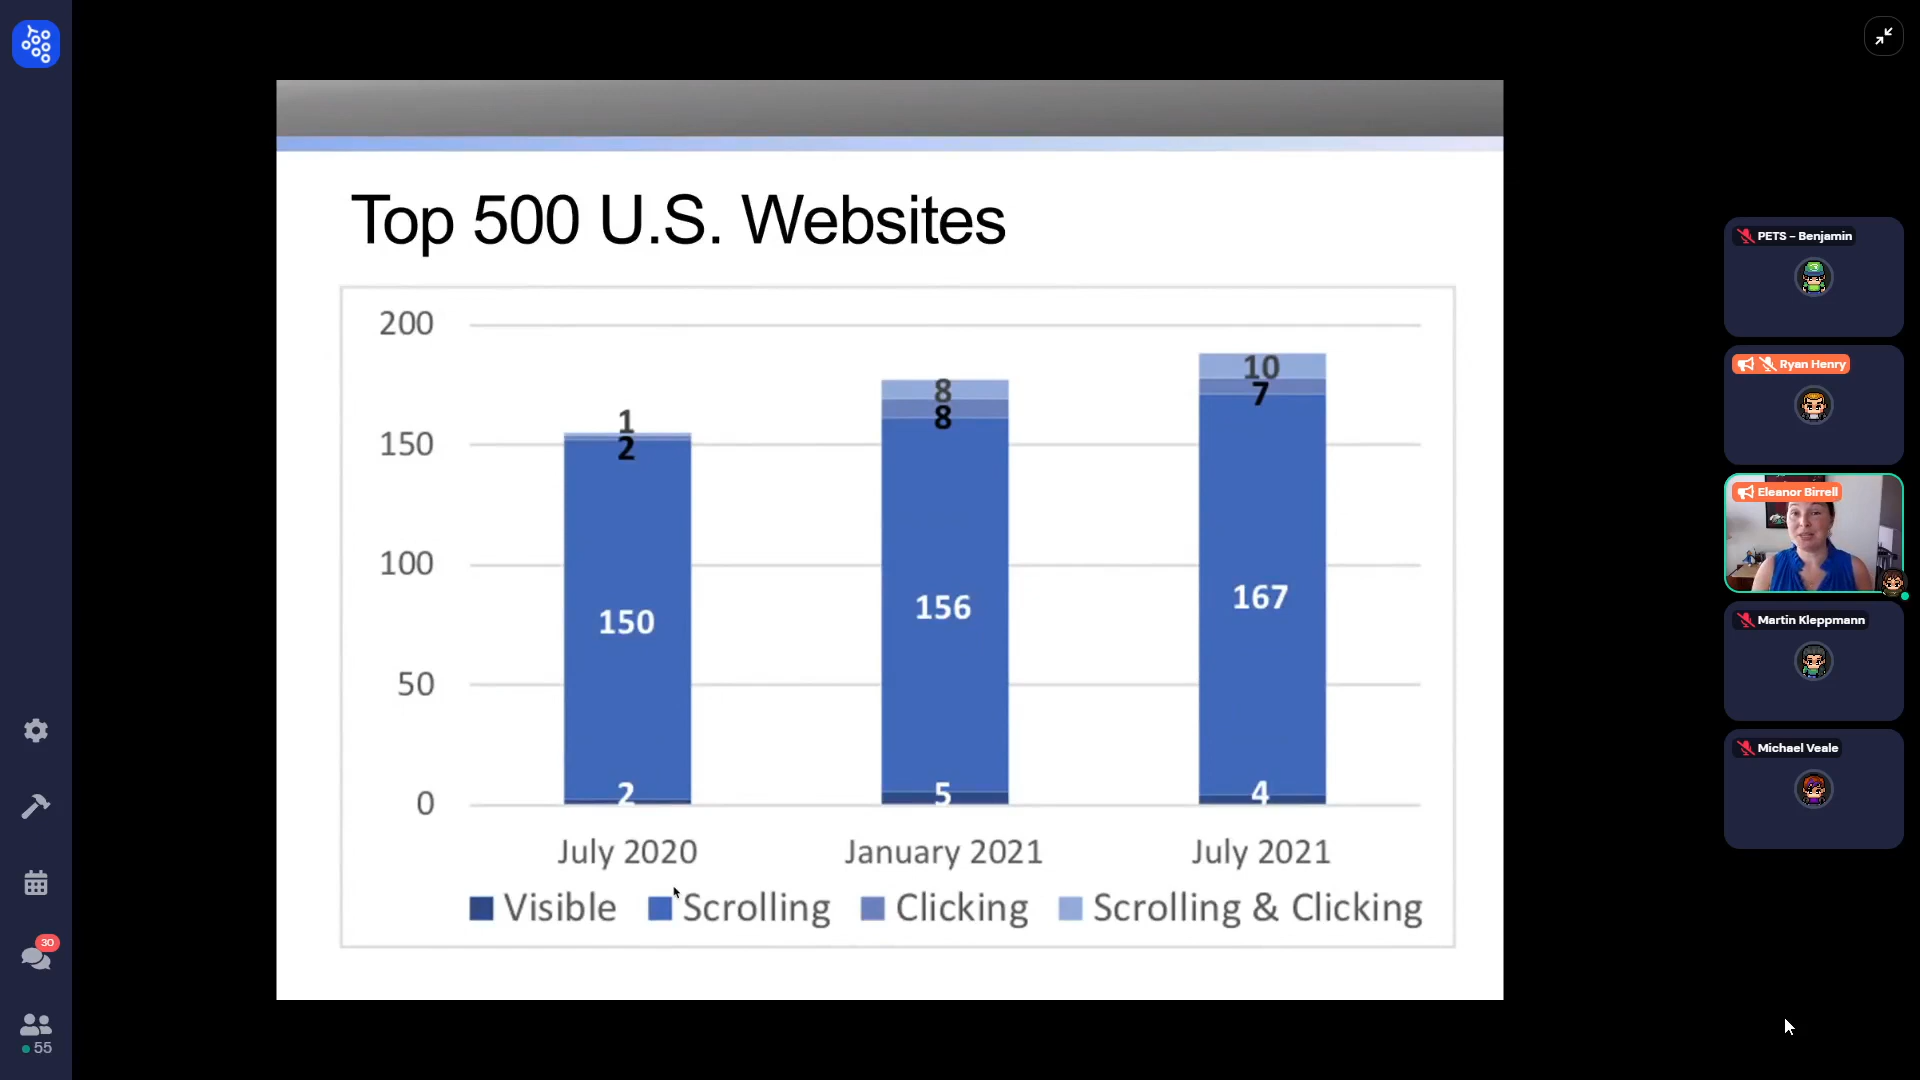 Top 500 U.S. Websites
200
150
100
50
0
1
2
150
2
8
8
156
5
10
7
167
4
July 2020
January 2021
July 2021
Visible
Scrolling
Clicking
Scrolling & Clicking
PETS – Benjamin
Ryan Henry
Eleanor Birrell
Martin Kleppmann
Michael Veale
30
55